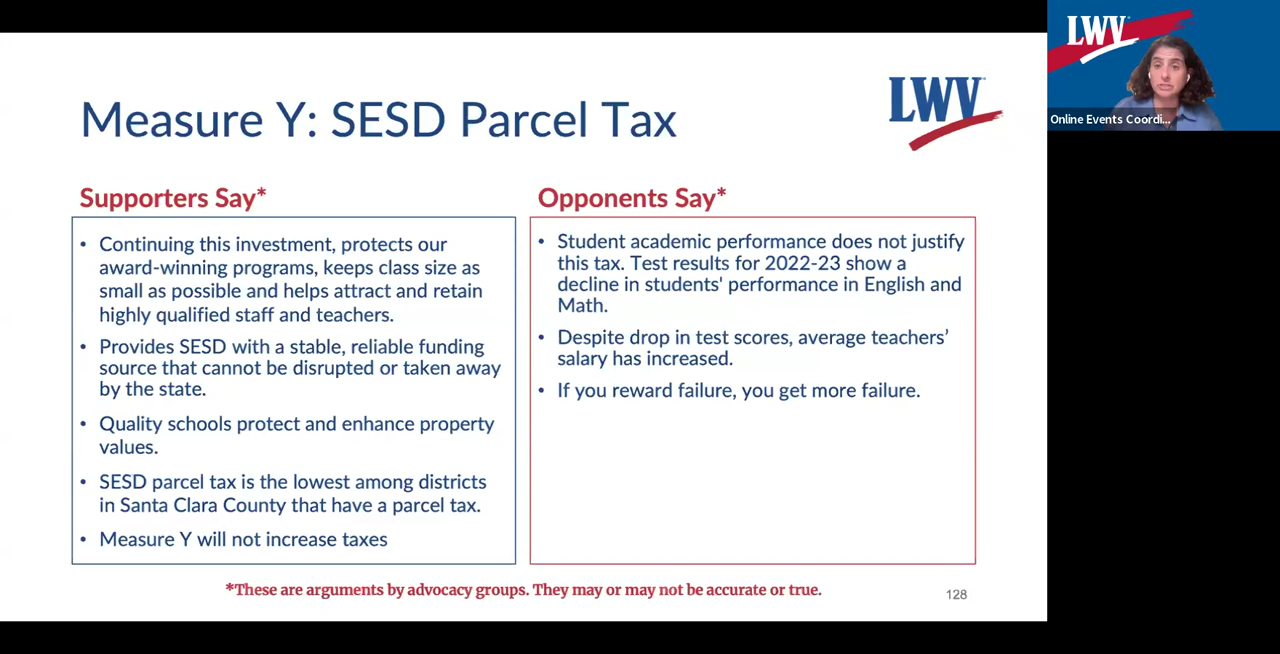 Measure Y: SESD Parcel Tax
LWV
Supporters Say*
• Continuing this investment, protects our
award-winning programs, keeps class size as
small as possible and helps attract and retain
highly qualified staff and teachers.
• Provides SESD with a stable, reliable funding
source that cannot be disrupted or taken away
by the state.
• Quality schools protect and enhance property
values.
• SESD parcel tax is the lowest among districts
in Santa Clara County that have a parcel tax.
• Measure Y will not increase taxes
Opponents Say*
• Student academic performance does not justify
this tax. Test results for 2022-23 show a
decline in students' performance in English and
Math.
• Despite drop in test scores, average teachers’
salary has increased.
• If you reward failure, you get more failure.
*These are arguments by advocacy groups. They may or may not be accurate or true.
128
LWV
Online Events Coordi...